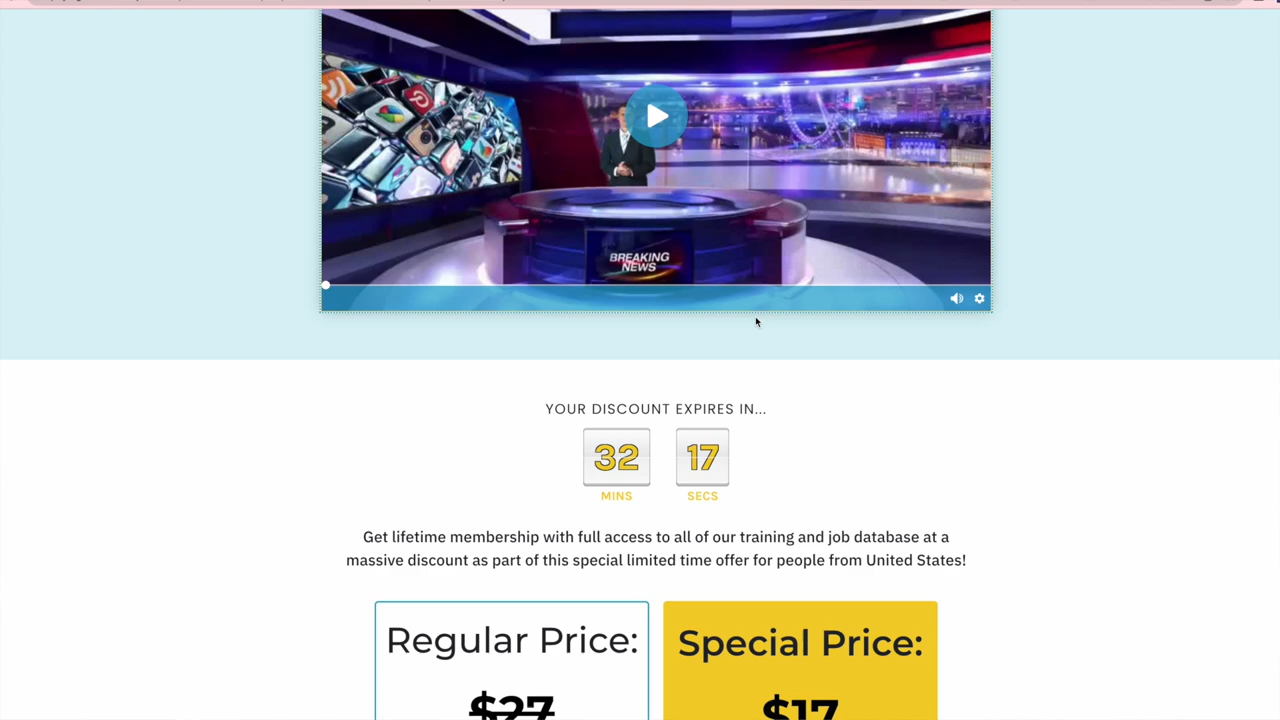 BREAKING
NEWS
YOUR DISCOUNT EXPIRES IN...
32 17
MINS SECS
Get lifetime membership with full access to all of our training and job database at a
massive discount as part of this special limited time offer for people from United States!
Regular Price:
$27
Special Price:
$17